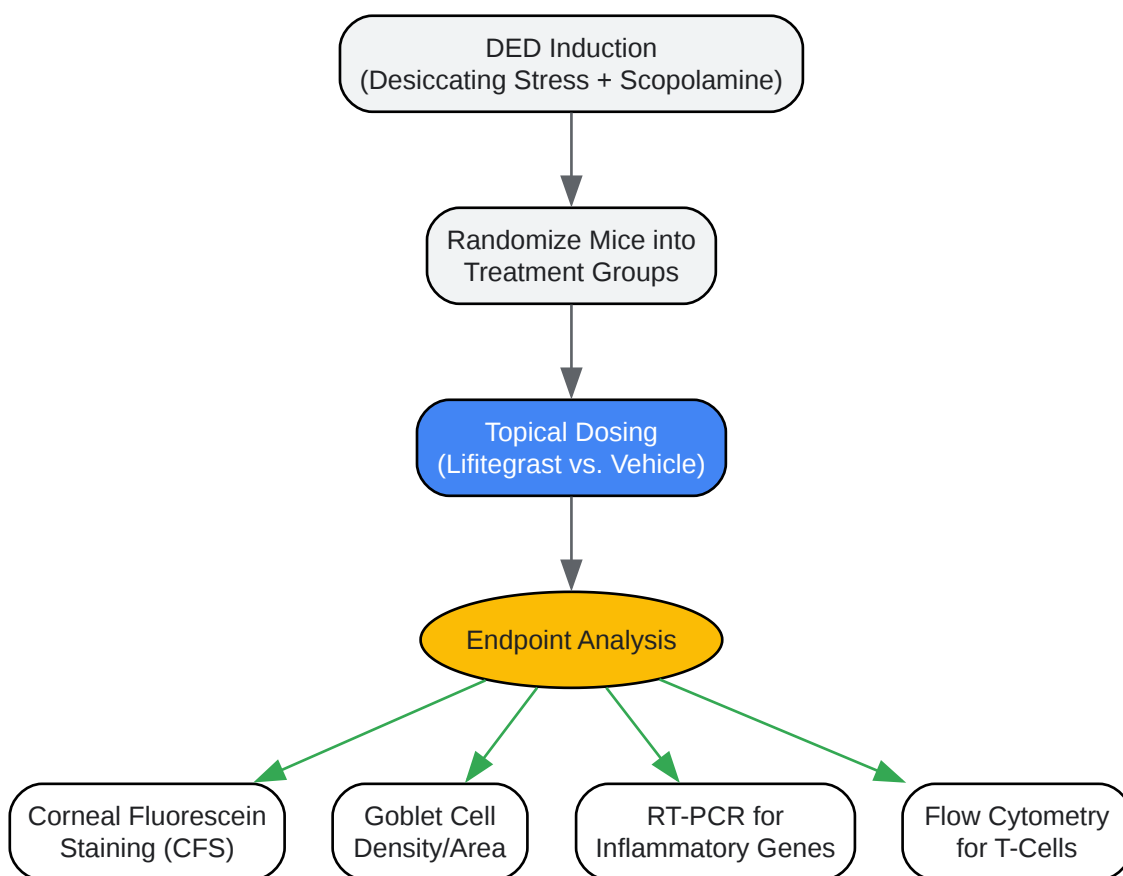 DED Induction
(Desiccating Stress + Scopolamine)
Randomize Mice into
Treatment Groups
Topical Dosing
(Lifitegrast vs. Vehicle)
Endpoint Analysis
Corneal Fluorescein
Staining (CFS)
Goblet Cell
Density/Area
RT-PCR for
Inflammatory Genes
Flow Cytometry
for T-Cells